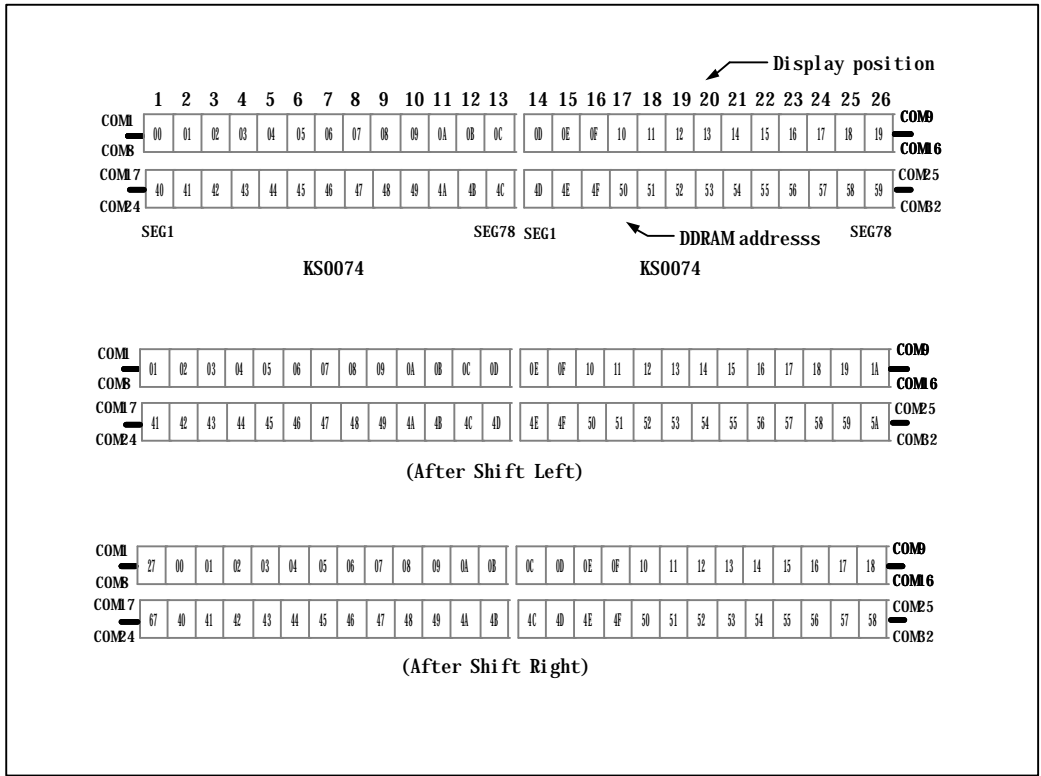 Display position
1 2 3 4 5 6 7 8 9 10 11 12 13 14 15 16 17 18 19 20 21 22 23 24 25 26
COM1 COM9
00 01 02 03 04 05 06 07 08 09 0A 0B 0C 0D 0E 0F 10 11 12 13 14 15 16 17 18 19
COM8 COM16
COM17 COM25
40 41 42 43 44 45 46 47 48 49 4A 4B 4C 4D 4E 4F 50 51 52 53 54 55 56 57 58 59
COM24 COM32
SEG1 SEG78 SEG1 DDRAM addresss SEG78
KS0074 KS0074
COM1 COM9
01 02 03 04 05 06 07 08 09 0A 0B 0C 0D 0E 0F 10 11 12 13 14 15 16 17 18 19 1A
COM8 COM16
COM17 COM25
41 42 43 44 45 46 47 48 49 4A 4B 4C 4D 4E 4F 50 51 52 53 54 55 56 57 58 59 5A
COM24 COM32
(After Shift Left)
COM1 COM9
27 00 01 02 03 04 05 06 07 08 09 0A 0B 0C 0D 0E 0F 10 11 12 13 14 15 16 17 18
COM8 COM16
COM17 COM25
67 40 41 42 43 44 45 46 47 48 49 4A 4B 4C 4D 4E 4F 50 51 52 53 54 55 56 57 58
COM24 COM32
(After Shift Right)